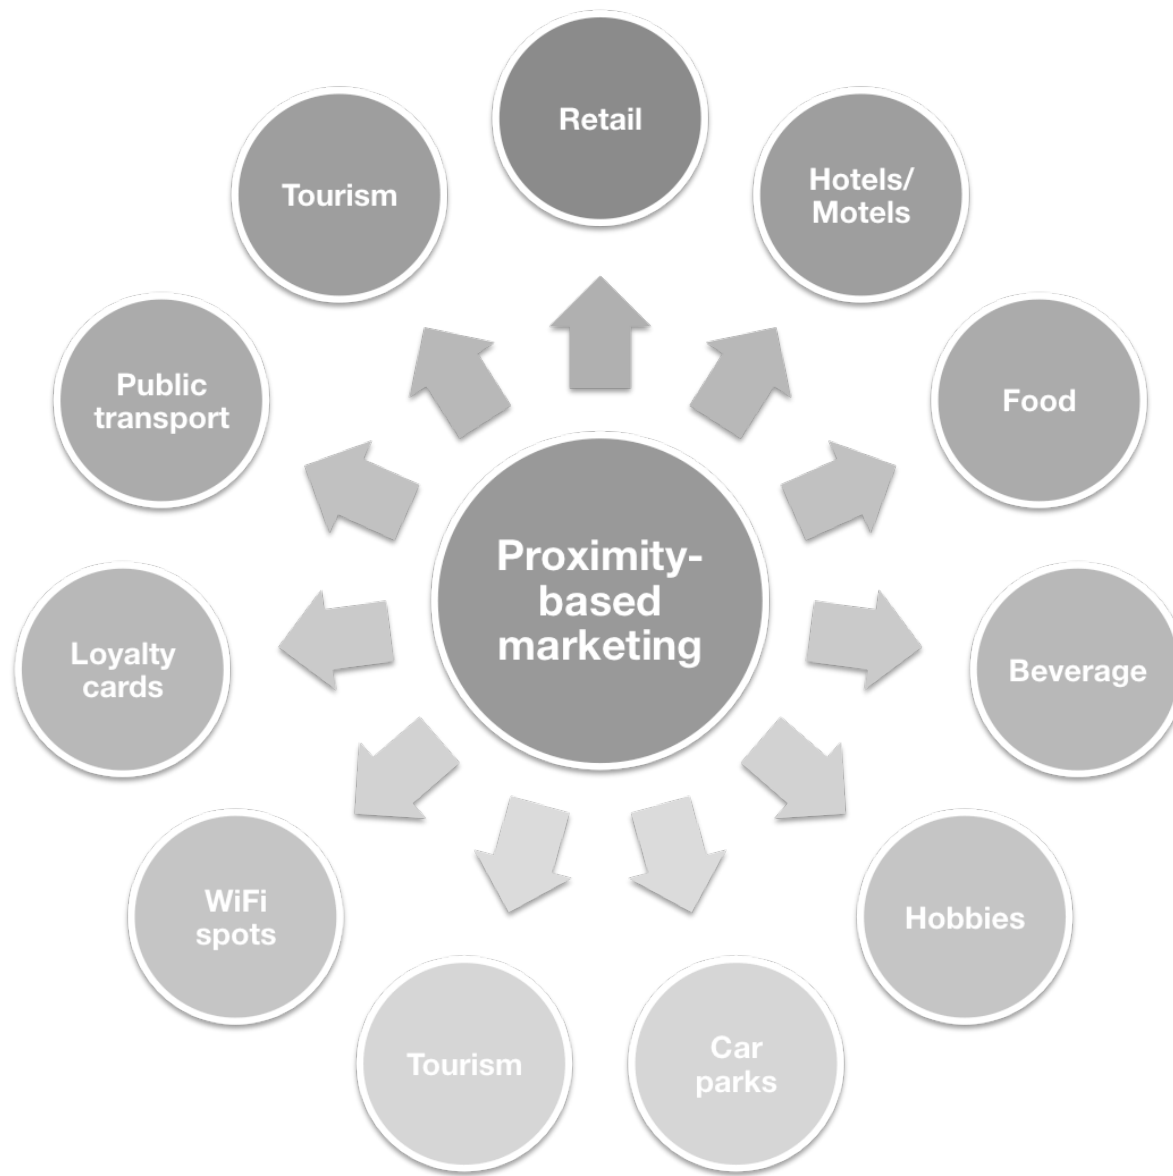 Retail
Tourism
Hotels/
Motels
Public
transport
Food
Proximity-
based
marketing
Loyalty
cards
Beverage
WiFi
spots
Hobbies
Tourism
Car
parks